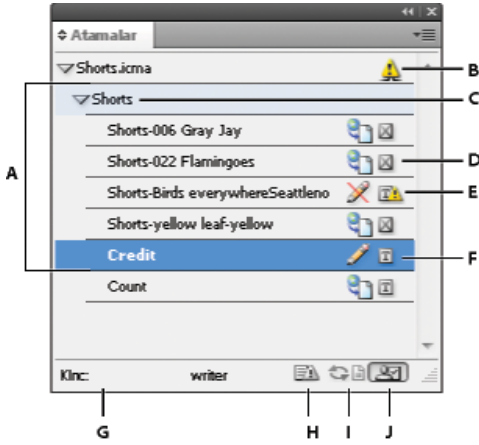 Atamalar
Shorts.icma
B
Shorts
C
A
Shorts-006 Gray Jay
Shorts-022 Flamingoes
D
Shorts-Birds everywhereSeattleno
E
Shorts-yellow leaf-yellow
Credit
F
Count
Kinc: writer
G H I J